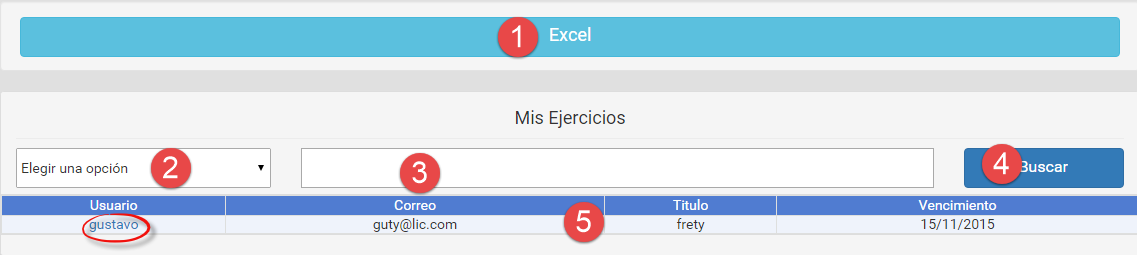 1 Excel
Mis Ejercicios
Elegir una opción 2 3 4 Buscar
Usuario Correo Titulo Vencimiento
gustavo guty@lic.com 5 frety 15/11/2015